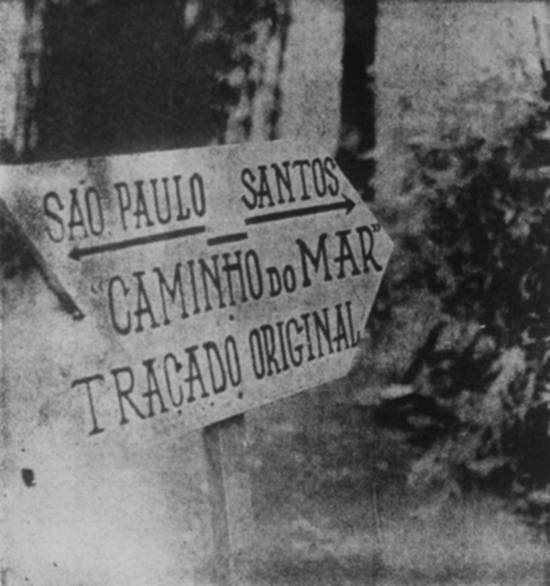 SÃO PAULO SANTOS
"CAMINHO DO MAR"
TRAÇADO ORIGINAL